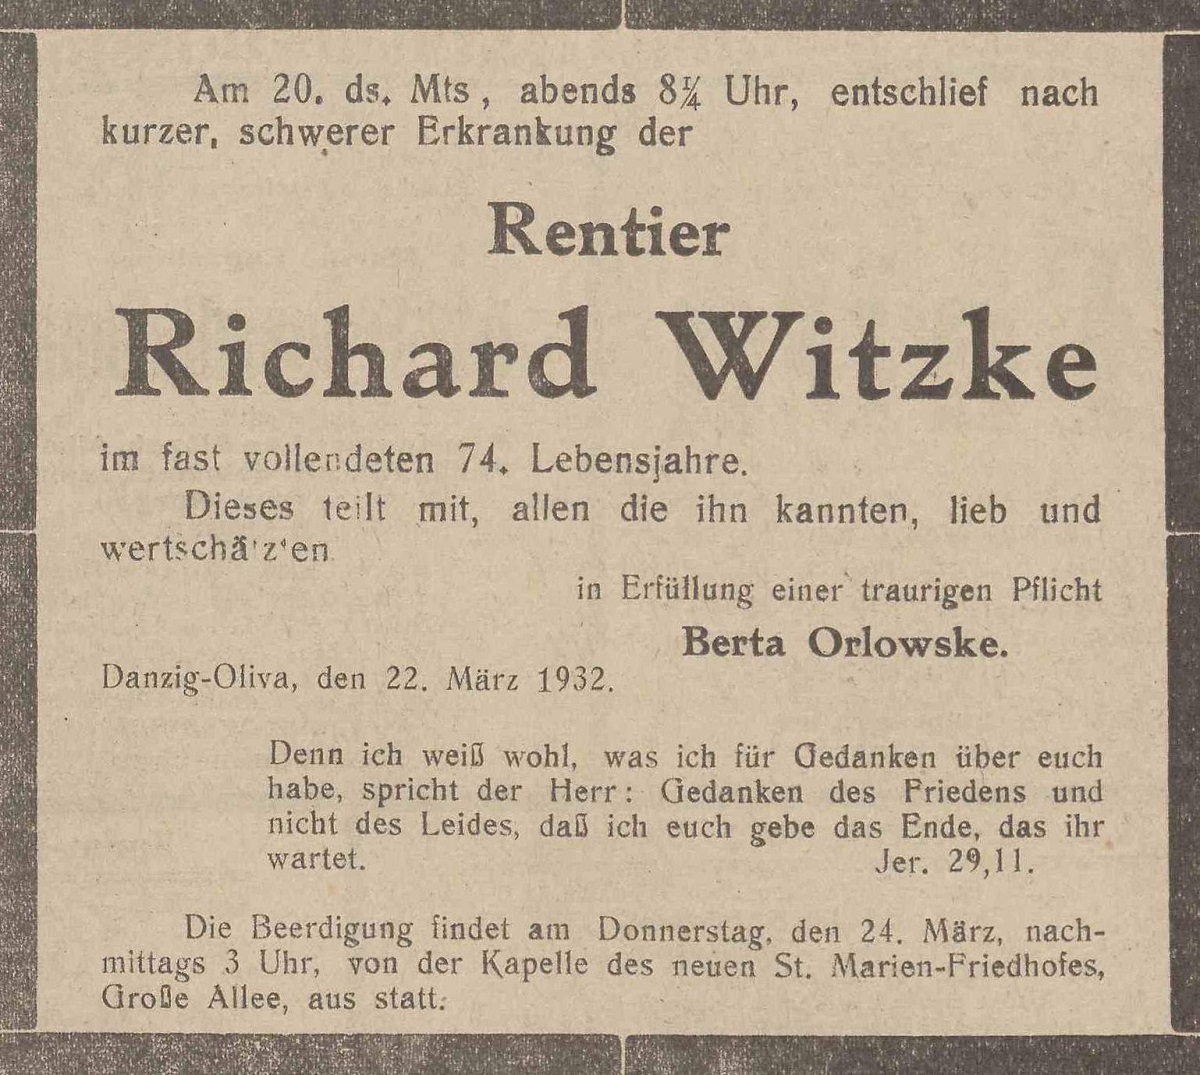 Am 20. ds. Mts, abends 8¼ Uhr, entschlief nach
kurzer, schwerer Erkrankung der
Rentier
Richard Witzke
im fast vollendeten 74. Lebensjahre.
Dieses teilt mit, allen die ihn kannten, lieb und
wertschätzten
in Erfüllung einer traurigen Pflicht
Berta Orlowske.
Danzig-Oliva, den 22. März 1932.
Denn ich weiß wohl, was ich für Gedanken über euch
habe, spricht der Herr: Gedanken des Friedens und
nicht des Leides, daß ich euch gebe das Ende, das ihr
wartet. Jer. 29,11.
Die Beerdigung findet am Donnerstag, den 24. März, nach-
mittags 3 Uhr, von der Kapelle des neuen St. Marien-Friedhofes,
Große Allee, aus statt.